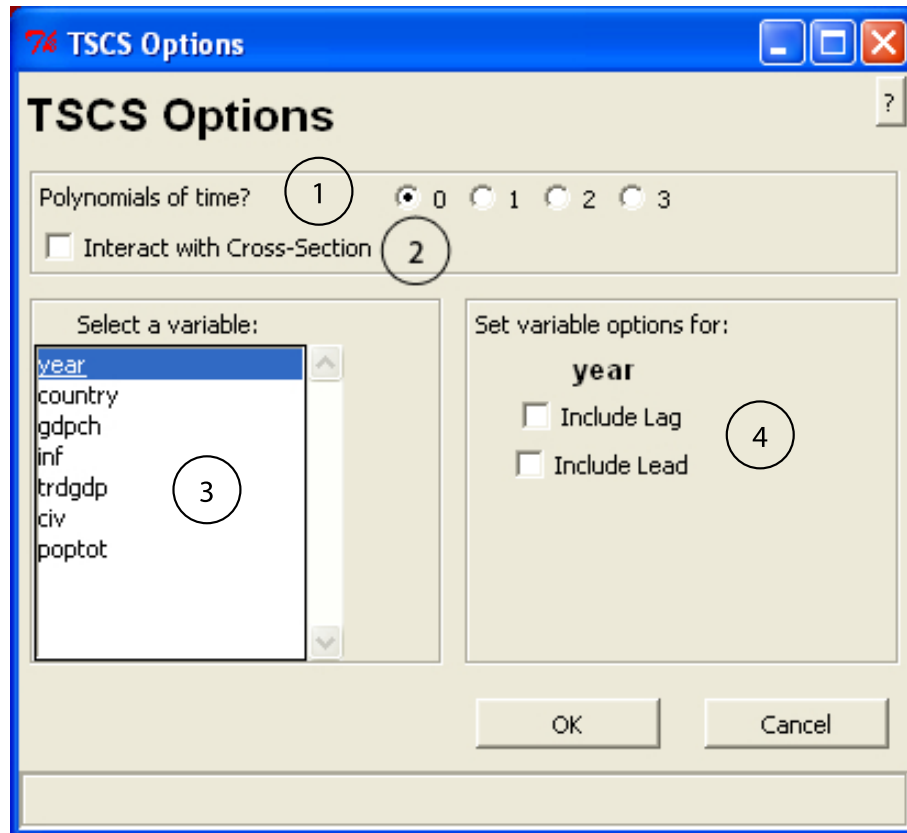 7k TSCS Options
TSCS Options
?
Polynomials of time? 1 0 1 2 3
Interact with Cross-Section 2
Select a variable:
year
country
gdpch
inf
trdgdp
civ
poptot
3
Set variable options for:
year
Include Lag
Include Lead
4
OK Cancel